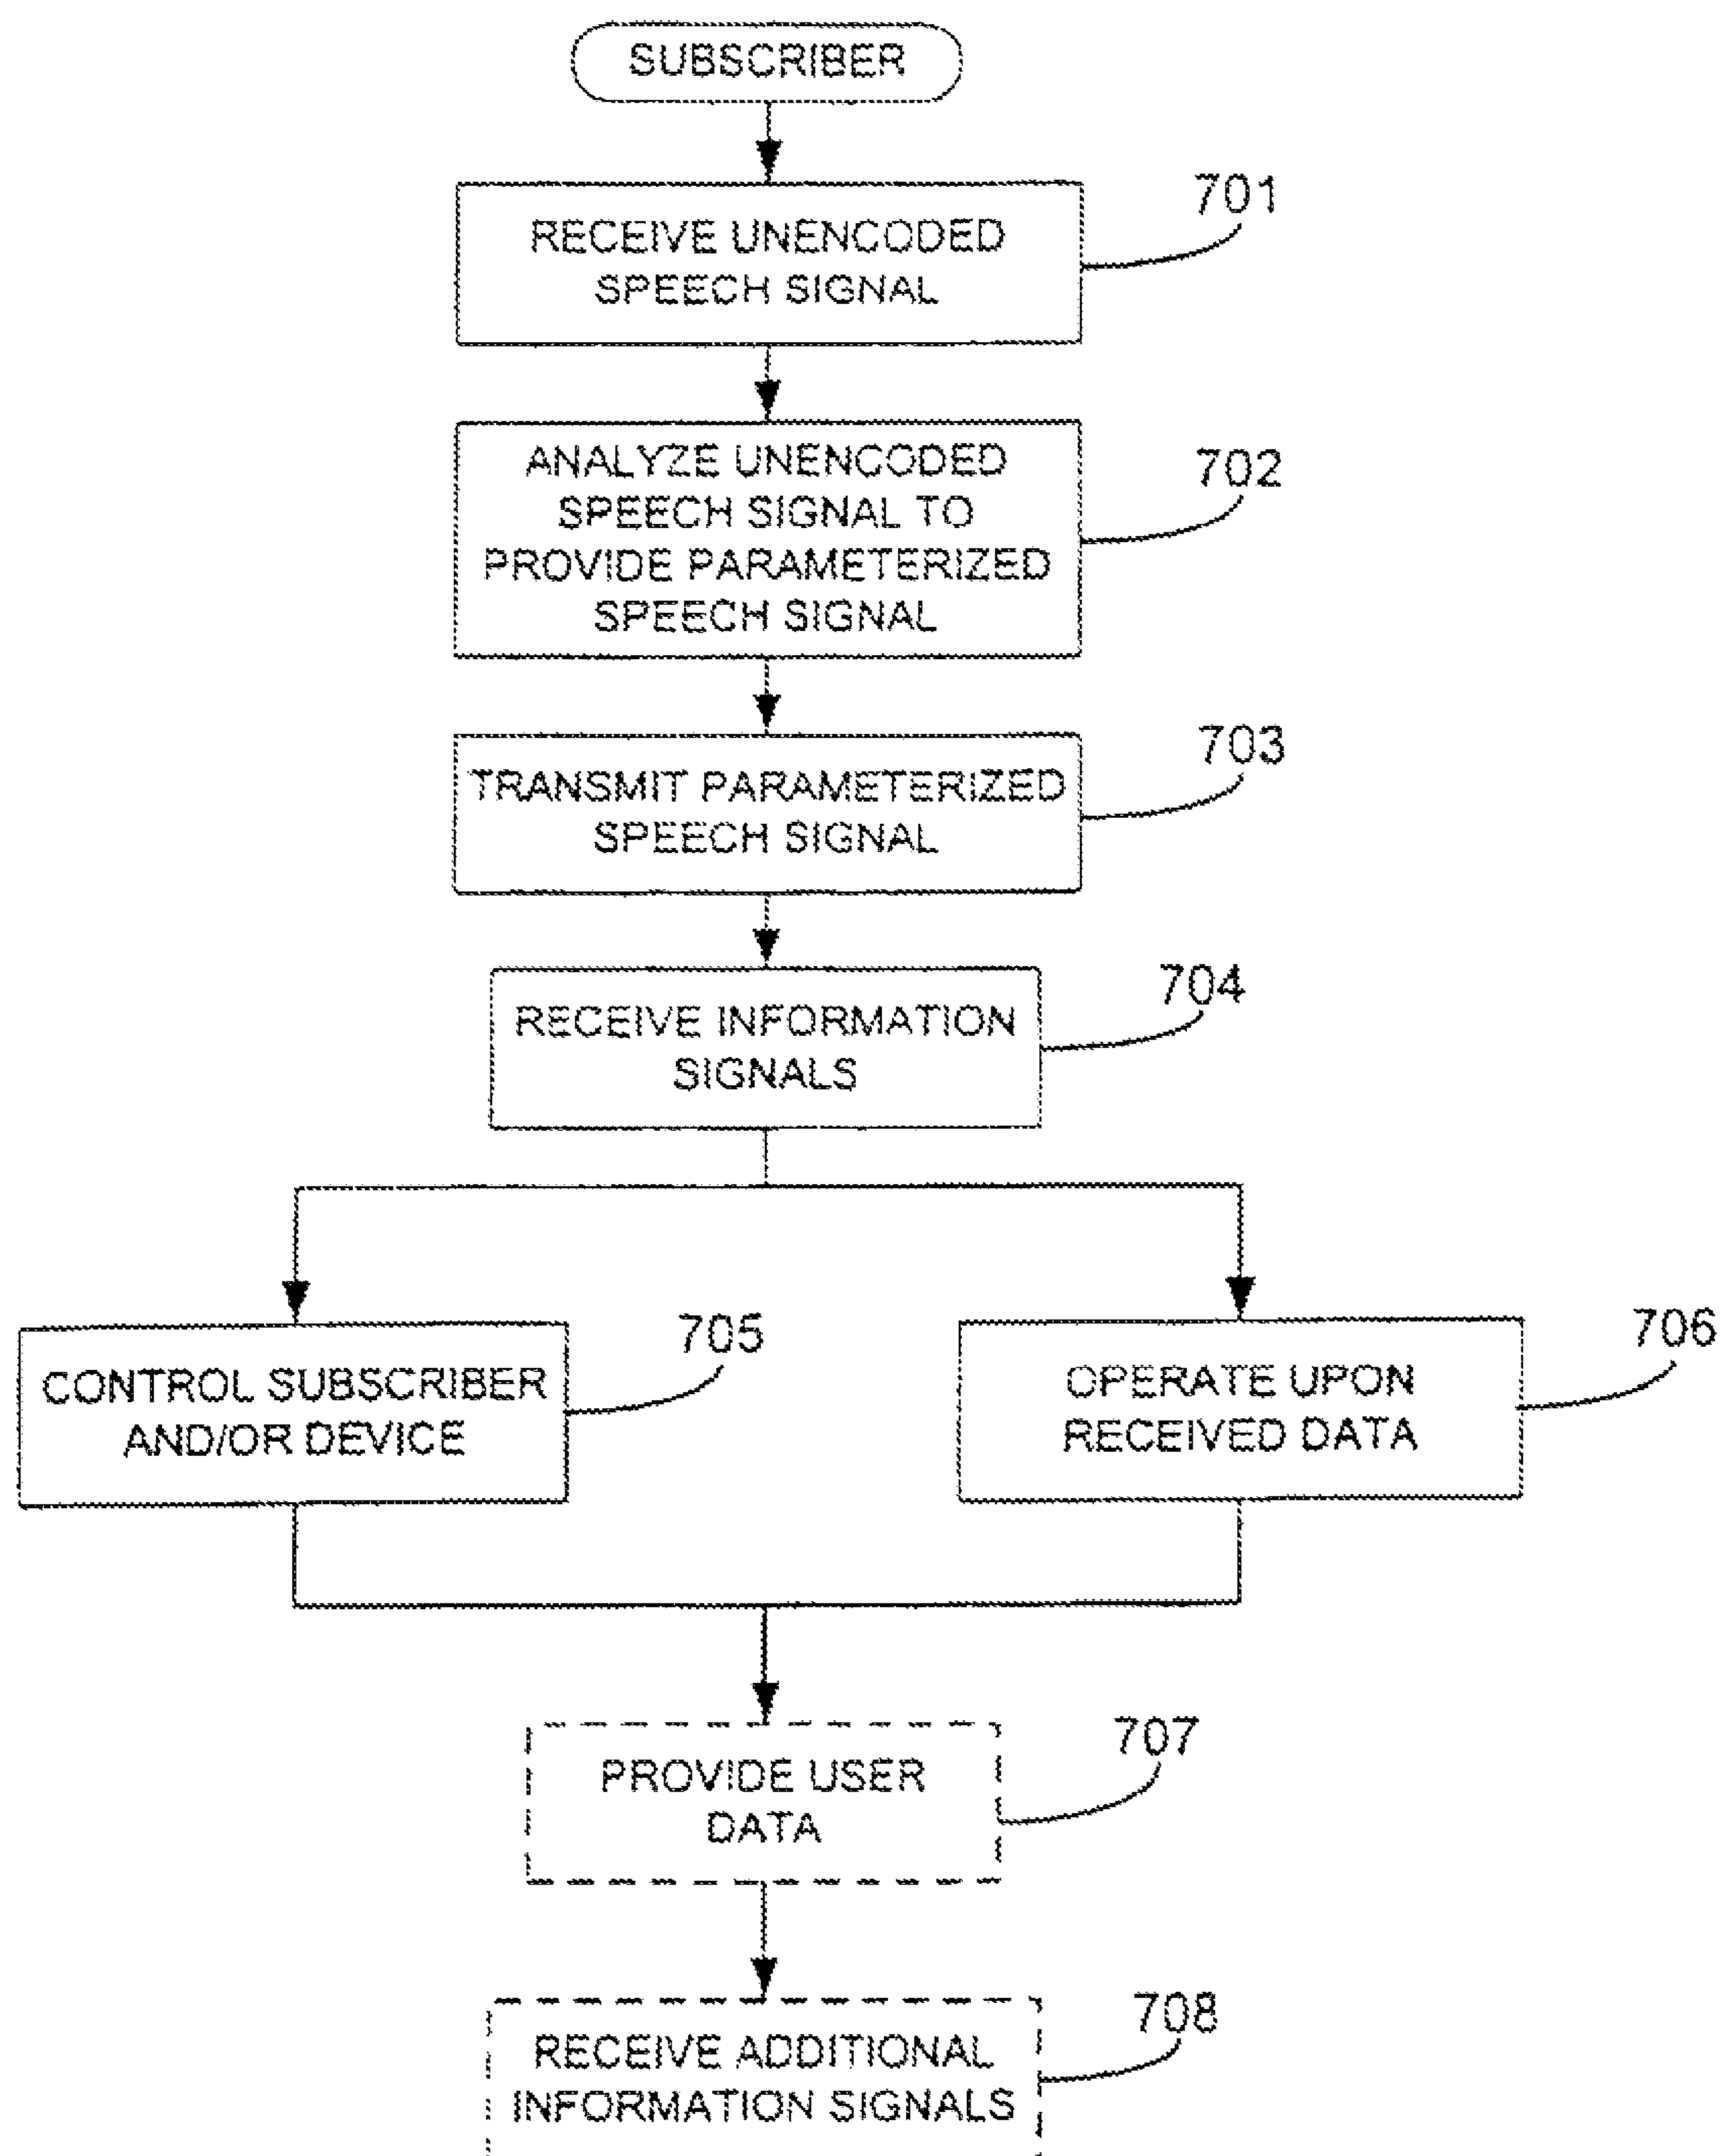 SUBSCRIBER
701
RECEIVE UNENCODED
SPEECH SIGNAL
702
ANALYZE UNENCODED
SPEECH SIGNAL TO
PROVIDE PARAMETERIZED
SPEECH SIGNAL
703
TRANSMIT PARAMETERIZED
SPEECH SIGNAL
704
RECEIVE INFORMATION
SIGNALS
705
CONTROL SUBSCRIBER
AND/OR DEVICE
706
OPERATE UPON
RECEIVED DATA
707
PROVIDE USER
DATA
708
RECEIVE ADDITIONAL
INFORMATION SIGNALS